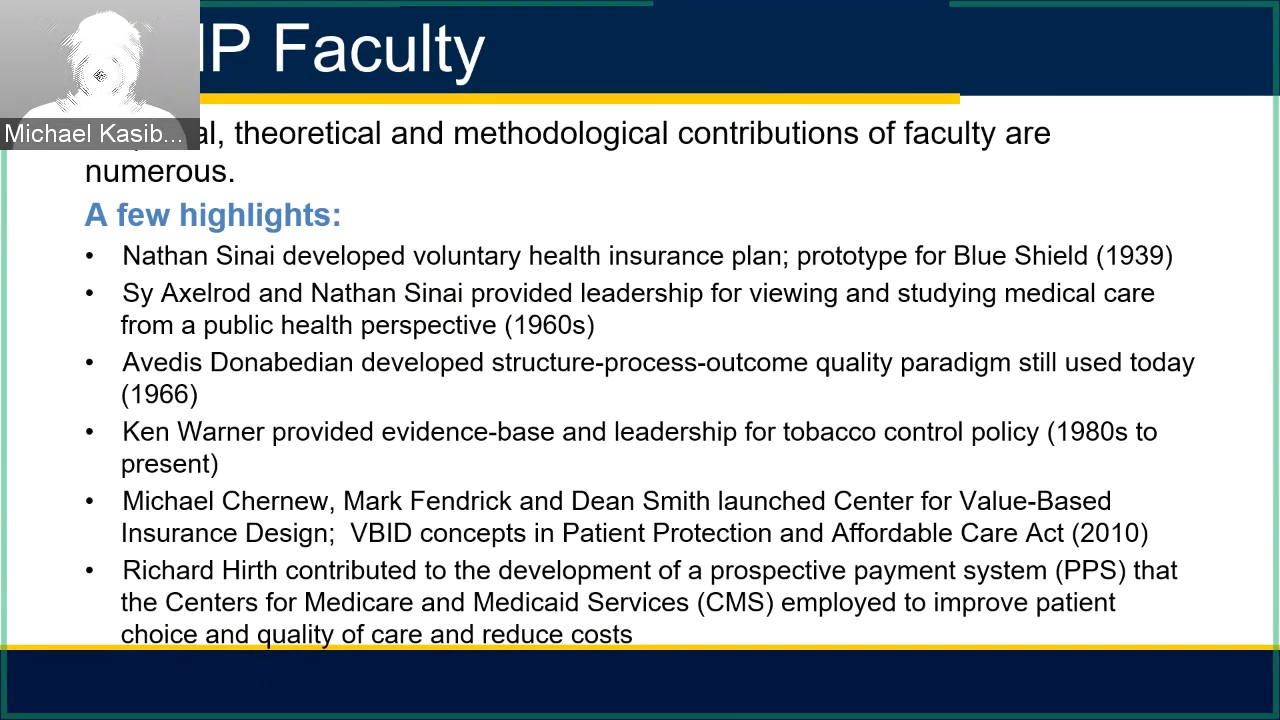 P Faculty
Michael Kasib...
al, theoretical and methodological contributions of faculty are
numerous.
A few highlights:
• Nathan Sinai developed voluntary health insurance plan; prototype for Blue Shield (1939)
• Sy Axelrod and Nathan Sinai provided leadership for viewing and studying medical care
from a public health perspective (1960s)
• Avedis Donabedian developed structure-process-outcome quality paradigm still used today
(1966)
• Ken Warner provided evidence-base and leadership for tobacco control policy (1980s to
present)
• Michael Chernew, Mark Fendrick and Dean Smith launched Center for Value-Based
Insurance Design;  VBID concepts in Patient Protection and Affordable Care Act (2010)
• Richard Hirth contributed to the development of a prospective payment system (PPS) that
the Centers for Medicare and Medicaid Services (CMS) employed to improve patient
choice and quality of care and reduce costs